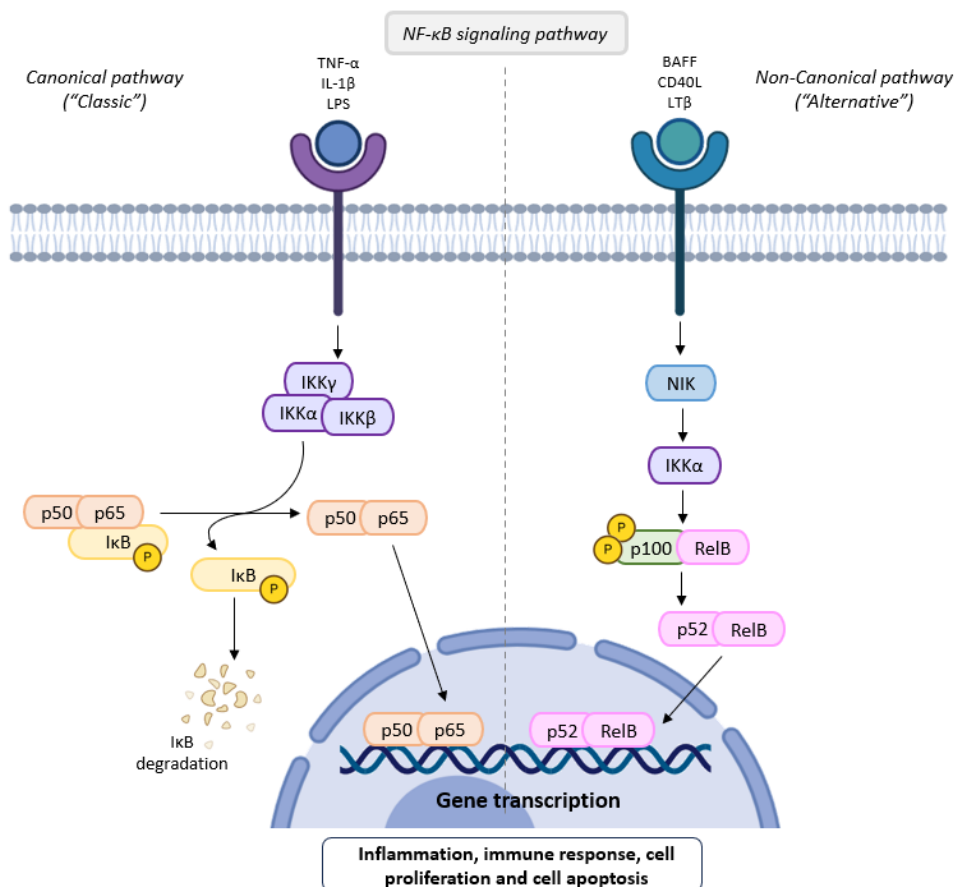 NF-κB signaling pathway
Canonical pathway
("Classic")
TNF-α
IL-1β
LPS
BAFF
CD40L
LTβ
Non-Canonical pathway
("Alternative")
IKKγ
IKKα
IKKβ
NIK
IKKα
p50
p65
IκB
P
p50
p65
IκB
P
P
P
p100
RelB
p52
RelB
IκB
degradation
p50
p65
p52
RelB
Gene transcription
Inflammation, immune response, cell
proliferation and cell apoptosis